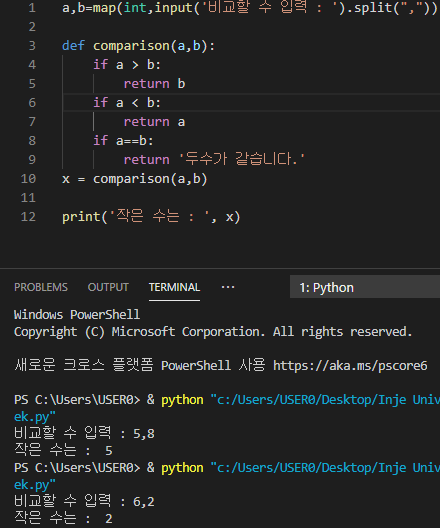 1 a,b=map(int,input('비교할 수 입력 : ').split(","))
2
3 def comparison(a,b):
4     if a > b:
5         return b
6     if a < b:
7         return a
8     if a==b:
9         return '두수가 같습니다.'
10 x = comparison(a,b)
11
12 print('작은 수는 : ', x)
PROBLEMS OUTPUT TERMINAL ··· 1: Python
Windows PowerShell
Copyright (C) Microsoft Corporation. All rights reserved.
새로운 크로스 플랫폼 PowerShell 사용 https://aka.ms/pscore6
PS C:\Users\USER0> & python "c:/Users/USER0/Desktop/Inje Univ
ek.py"
비교할 수 입력 : 5,8
작은 수는 :  5
PS C:\Users\USER0> & python "c:/Users/USER0/Desktop/Inje Univ
ek.py"
비교할 수 입력 : 6,2
작은 수는 :  2